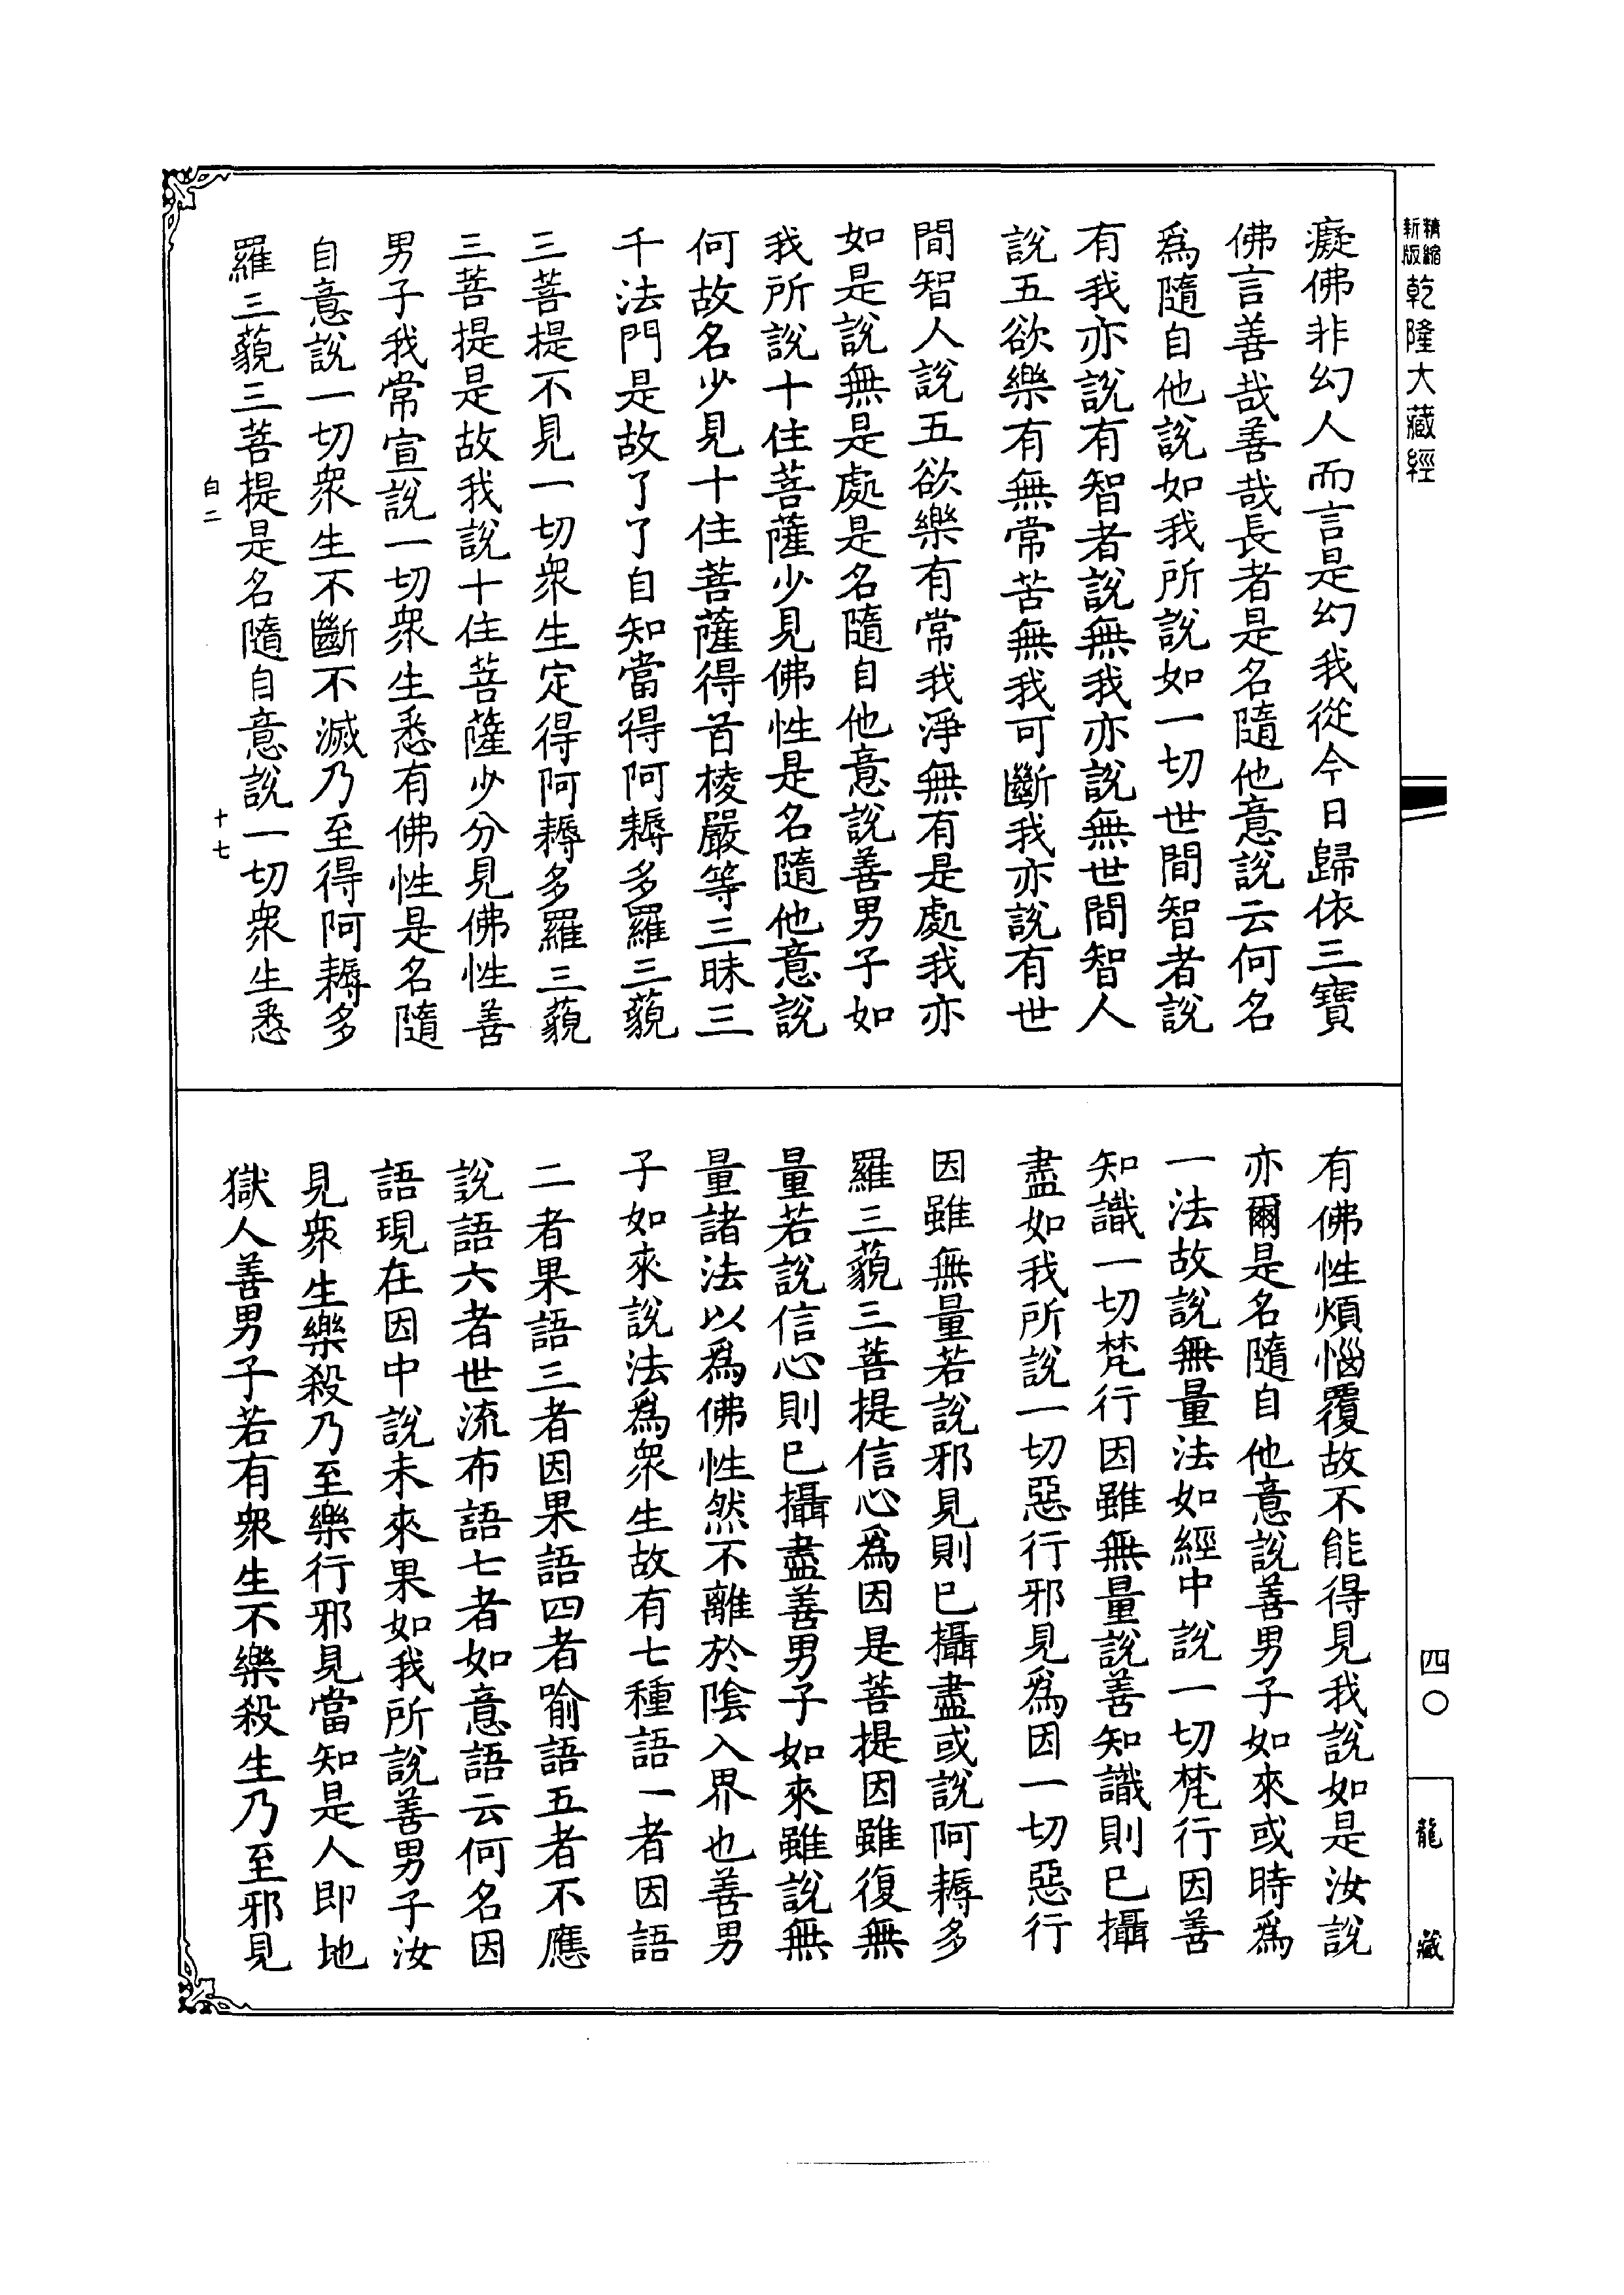 精縮
新版
乾隆大藏經
四〇
龍藏
癡佛非幻人而言是幻我從今日歸依三寶
佛言善哉善哉長者是名隨他意說云何名
爲隨自他說如我所說如一切世間智者說
有我亦說有智者說無我亦說無世間智人
說五欲樂有無常苦無我可斷我亦說有世
間智人說五欲樂有常我淨無有是處我亦
如是說無是處是名隨自他意說善男子如
我所說十住菩薩少見佛性是名隨他意說
何故名少見十住菩薩得首楞嚴等三昧三
千法門是故了了自知當得阿耨多羅三藐
三菩提不見一切衆生定得阿耨多羅三藐
三菩提是故我說十住菩薩少分見佛性善
男子我常宣說一切衆生悉有佛性是名隨
自意說一切衆生不斷不滅乃至得阿耨多
羅三藐三菩提是名隨自意說一切衆生悉
白二
十七
有佛性煩惱覆故不能得見我說如是汝說
亦爾是名隨自他意說善男子如來或時爲
一法故說無量法如經中說一切梵行因善
知識一切梵行因雖無量說善知識則已攝
盡如我所說一切惡行邪見爲因一切惡行
因雖無量若說邪見則已攝盡或說阿耨多
羅三藐三菩提信心爲因是菩提因雖復無
量若說信心則已攝盡善男子如來雖說無
量諸法以爲佛性然不離於陰入界也善男
子如來說法爲衆生故有七種語一者因語
二者果語三者因果語四者喻語五者不應
說語六者世流布語七者如意語云何名因
語現在因中說未來果如我所說善男子汝
見衆生樂殺乃至樂行邪見當知是人即地
獄人善男子若有衆生不樂殺生乃至邪見